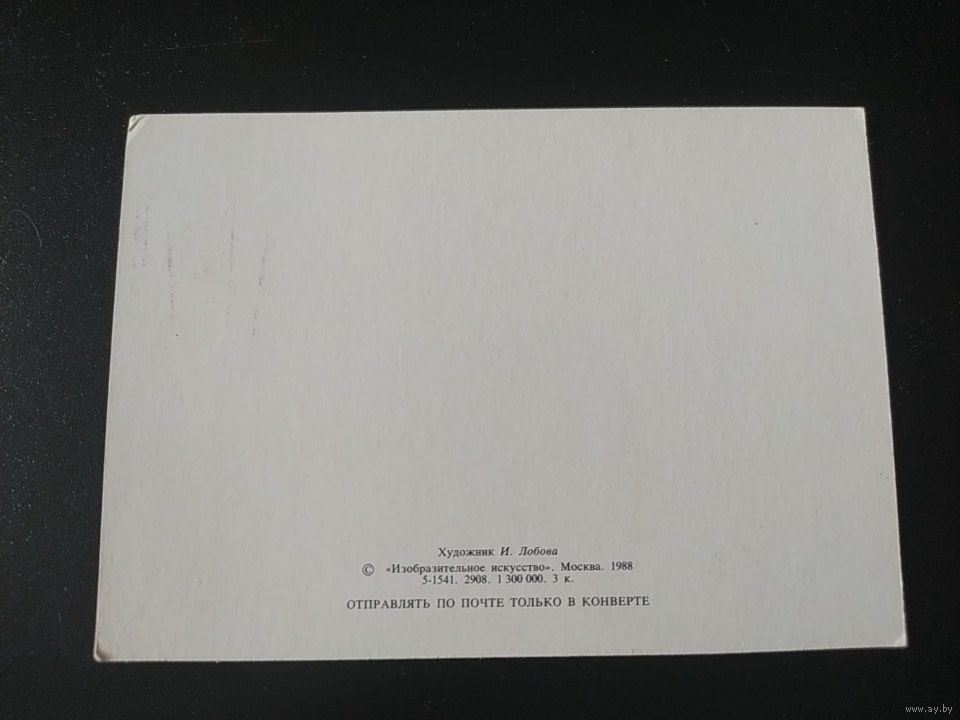 Художник И. Лобова
© «Изобразительное искусство». Москва. 1988
5-1541. 2908. 1 300 000. 3 к.
ОТПРАВЛЯТЬ ПО ПОЧТЕ ТОЛЬКО В КОНВЕРТЕ
www.ay.by